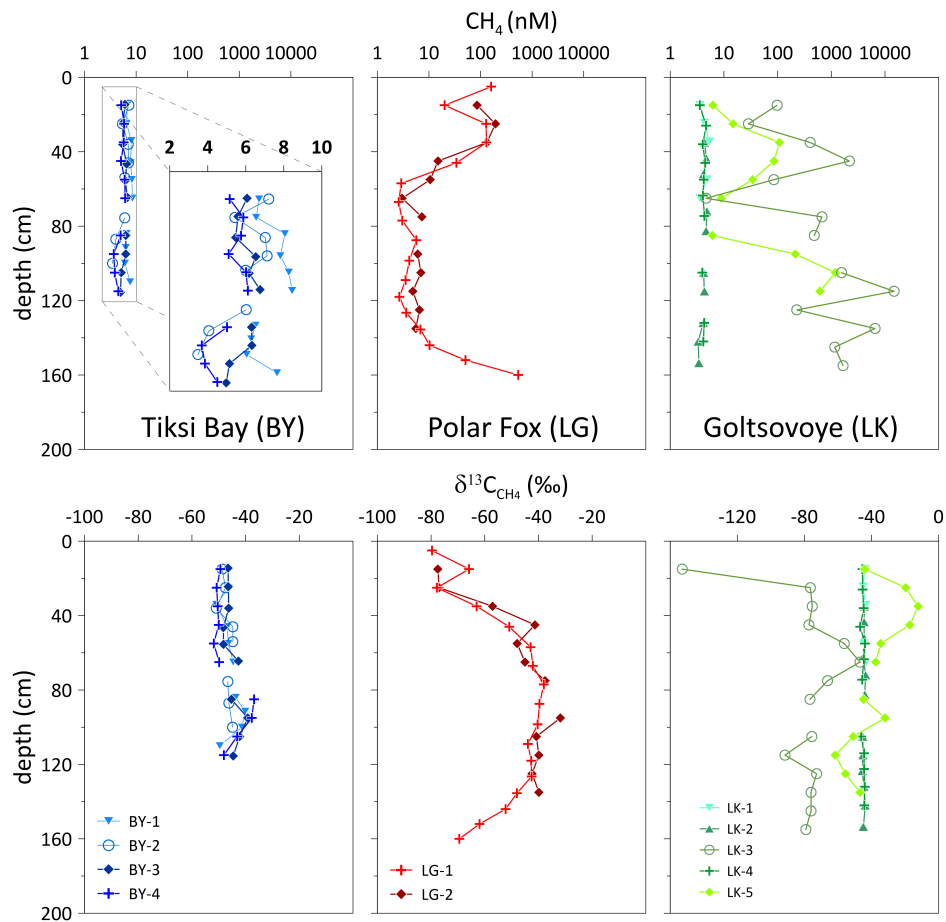 CH₄ (nM)
1 10 100 1000 10000 1 10 100 1000 10000 1 10 100 1000 10000
0
40
80
120
160
200
depth (cm)
2 4 6 8 10
Tiksi Bay (BY)
Polar Fox (LG)
Goltsovoye (LK)
δ¹³C_CH₄ (‰)
-100 -80 -60 -40 -20 -100 -80 -60 -40 -20 -120 -80 -40 0
0
40
80
120
160
200
depth (cm)
BY-1
BY-2
BY-3
BY-4
LG-1
LG-2
LK-1
LK-2
LK-3
LK-4
LK-5